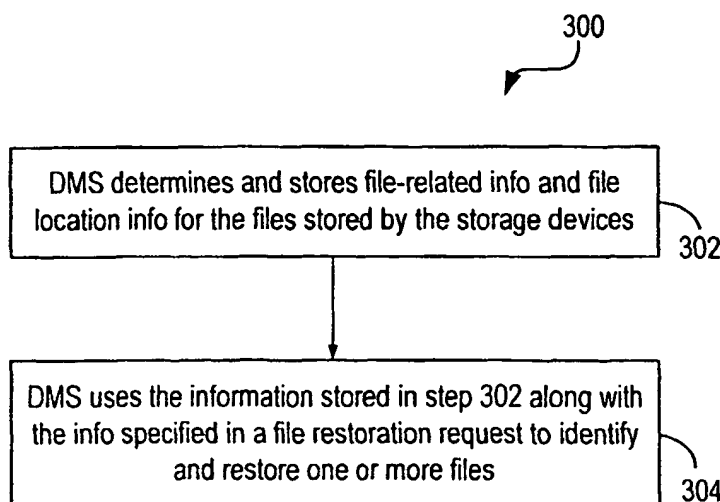 300
DMS determines and stores file-related info and file
location info for the files stored by the storage devices
302
DMS uses the information stored in step 302 along with
the info specified in a file restoration request to identify
and restore one or more files
304